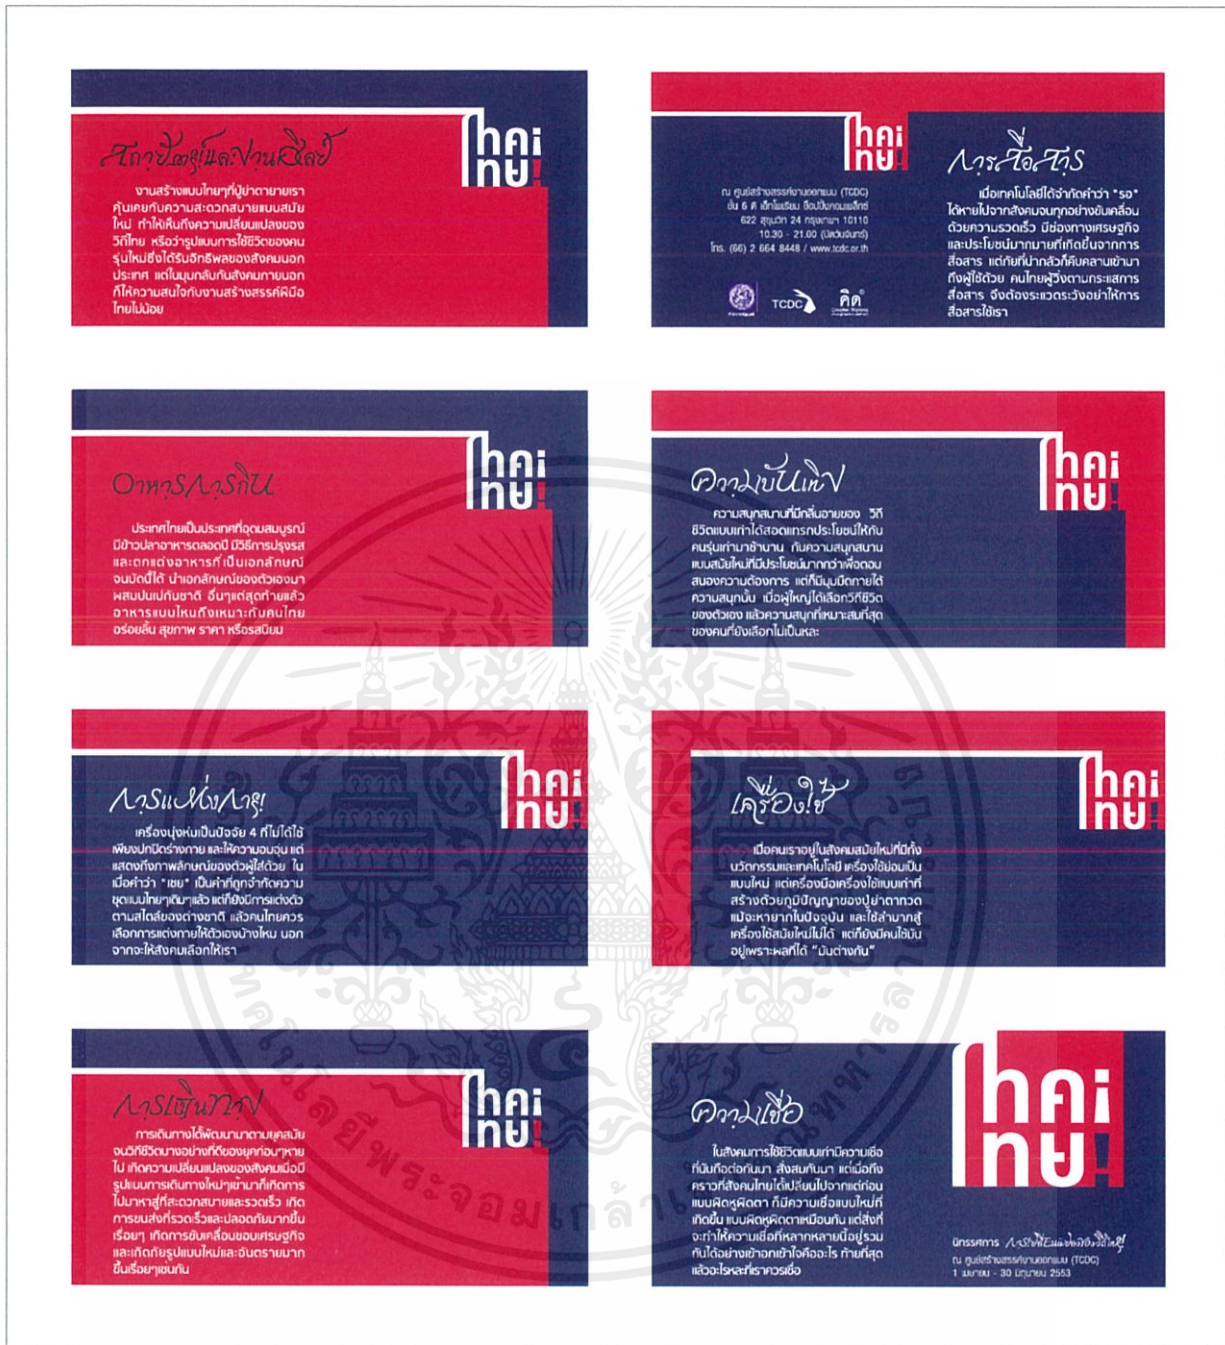 สถาปัตย์และงานศิลป์
งานสร้างแบบไทยๆที่ปู่ย่าตายายเรา
คุ้นเคยกับความสะดวกสบายแบบสมัย
ใหม่ ทำให้เห็นถึงความเปลี่ยนแปลงของ
วิถีไทย หรือว่ารูปแบบการใช้ชีวิตของคน
รุ่นใหม่ซึ่งได้รับอิทธิพลของสังคมนอก
ประเทศ แต่ในมุมกลับกันสังคมภายนอก
ก็ให้ความสนใจกับงานสร้างสรรค์ฝีมือ
ไทยไม่น้อย
ณ ศูนย์สร้างสรรค์งานออกแบบ (TCDC)
ชั้น 6 ดิ เอ็กโพเรียม ช็อปปิ้งคอมเพล็กซ์
622 สุขุมวิท 24 กรุงเทพฯ 10110
10.30 - 21.00 (ปิดวันจันทร์)
โทร. (66) 2 664 8448 / www.tcdc.or.th
TCDC
คิด
การสื่อสาร
เมื่อเทคโนโลยีได้จำกัดคำว่า "รอ"
ได้หายไปจากสังคมจนทุกอย่างขับเคลื่อน
ด้วยความรวดเร็ว มีช่องทางเศรษฐกิจ
และประโยชน์มากมายที่เกิดขึ้นจากการ
สื่อสาร แต่ภัยที่น่ากลัวก็คืบคลานเข้ามา
ถึงผู้ใช้ด้วย คนไทยผู้วิ่งตามกระแสการ
สื่อสาร จึงต้องระแวดระวังอย่าให้การ
สื่อสารใช้เรา
อาหารการกิน
ประเทศไทยเป็นประเทศที่อุดมสมบูรณ์
มีข้าวปลาอาหารตลอดปี มีวิธีการปรุงรส
และตกแต่งอาหารที่เป็นเอกลักษณ์
จนบัดนี้ได้ นำเอกลักษณ์ของตัวเองมา
ผสมปนเปกับชาติ อื่นๆแต่สุดท้ายแล้ว
อาหารแบบไหนถึงเหมาะกับคนไทย
อร่อยลิ้น สุขภาพ ราคา หรือรสนิยม
ความบันเทิง
ความสนุกสนานที่มีกลิ่นอายของ วิถี
ชีวิตแบบเก่าได้สอดแทรกประโยชน์ให้กับ
คนรุ่นเก่ามาช้านาน กับความสนุกสนาน
แบบสมัยใหม่ที่มีประโยชน์มากกว่าเพื่อตอบ
สนองความต้องการ แต่ก็มีมุมมืดภายใต้
ความสนุกนั้น เมื่อผู้ใหญ่ได้เลือกวิถีชีวิต
ของตัวเอง แล้วความสนุกที่เหมาะสมที่สุด
ของคนที่ยังเลือกไม่เป็นหละ
การแต่งกาย
เครื่องนุ่งห่มเป็นปัจจัย 4 ที่ไม่ได้ใช้
เพียงปกปิดร่างกาย และให้ความอบอุ่น แต่
แสดงถึงภาพลักษณ์ของตัวผู้ใส่ด้วย ใน
เมื่อคำว่า "เชย" เป็นคำที่ถูกจำกัดความ
ชุดแบบไทยๆเดิมๆแล้ว แต่ก็ยังมีการแต่งตัว
ตามสไตล์ของต่างชาติ แล้วคนไทยควร
เลือกการแต่งกายให้ตัวเองบ้างไหม นอก
จากจะให้สังคมเลือกให้เรา
เครื่องใช้
เมื่อคนเราอยู่ในสังคมสมัยใหม่ที่มีทั้ง
นวัตกรรมและเทคโนโลยี เครื่องใช้ย่อมเป็น
แบบใหม่ แต่เครื่องมือเครื่องใช้แบบเก่าที่
สร้างด้วยภูมิปัญญาของปู่ย่าตาทวด
แม้จะหายากในปัจจุบัน และใช้ลำบากสู้
เครื่องใช้สมัยใหม่ไม่ได้ แต่ก็ยังมีคนใช้มัน
อยู่เพราะผลที่ได้ "มันต่างกัน"
การเดินทาง
การเดินทางได้พัฒนามาตามยุคสมัย
จนวิถีชีวิตบางอย่างที่ดีของยุคก่อนๆหาย
ไป เกิดความเปลี่ยนแปลงของสังคมเมื่อมี
รูปแบบการเดินทางใหม่ๆเข้ามาก็เกิดการ
ไปมาหาสู่ที่สะดวกสบายและรวดเร็ว เกิด
การขนส่งที่รวดเร็วและปลอดภัยมากขึ้น
เรื่อยๆ เกิดการขับเคลื่อนของเศรษฐกิจ
และเกิดภัยรูปแบบใหม่และอันตรายมาก
ขึ้นเรื่อยๆเช่นกัน
ความเชื่อ
ในสังคมการใช้ชีวิตแบบเก่ามีความเชื่อ
ที่นับถือต่อกันมา สั่งสมกันมา แต่เมื่อถึง
คราวที่สังคมไทยได้เปลี่ยนไปจากแต่ก่อน
แบบผิดหูผิดตา ก็มีความเชื่อแบบใหม่ที่
เกิดขึ้น แบบผิดหูผิดตาเหมือนกัน แต่สิ่งที่
จะทำให้ความเชื่อที่หลากหลายนี้อยู่รวม
กันได้อย่างเข้าอกเข้าใจคืออะไร ท้ายที่สุด
แล้วอะไรหละที่เราควรเชื่อ
นิทรรศการ
ณ ศูนย์สร้างสรรค์งานออกแบบ (TCDC)
1 เมษายน - 30 มิถุนายน 2553